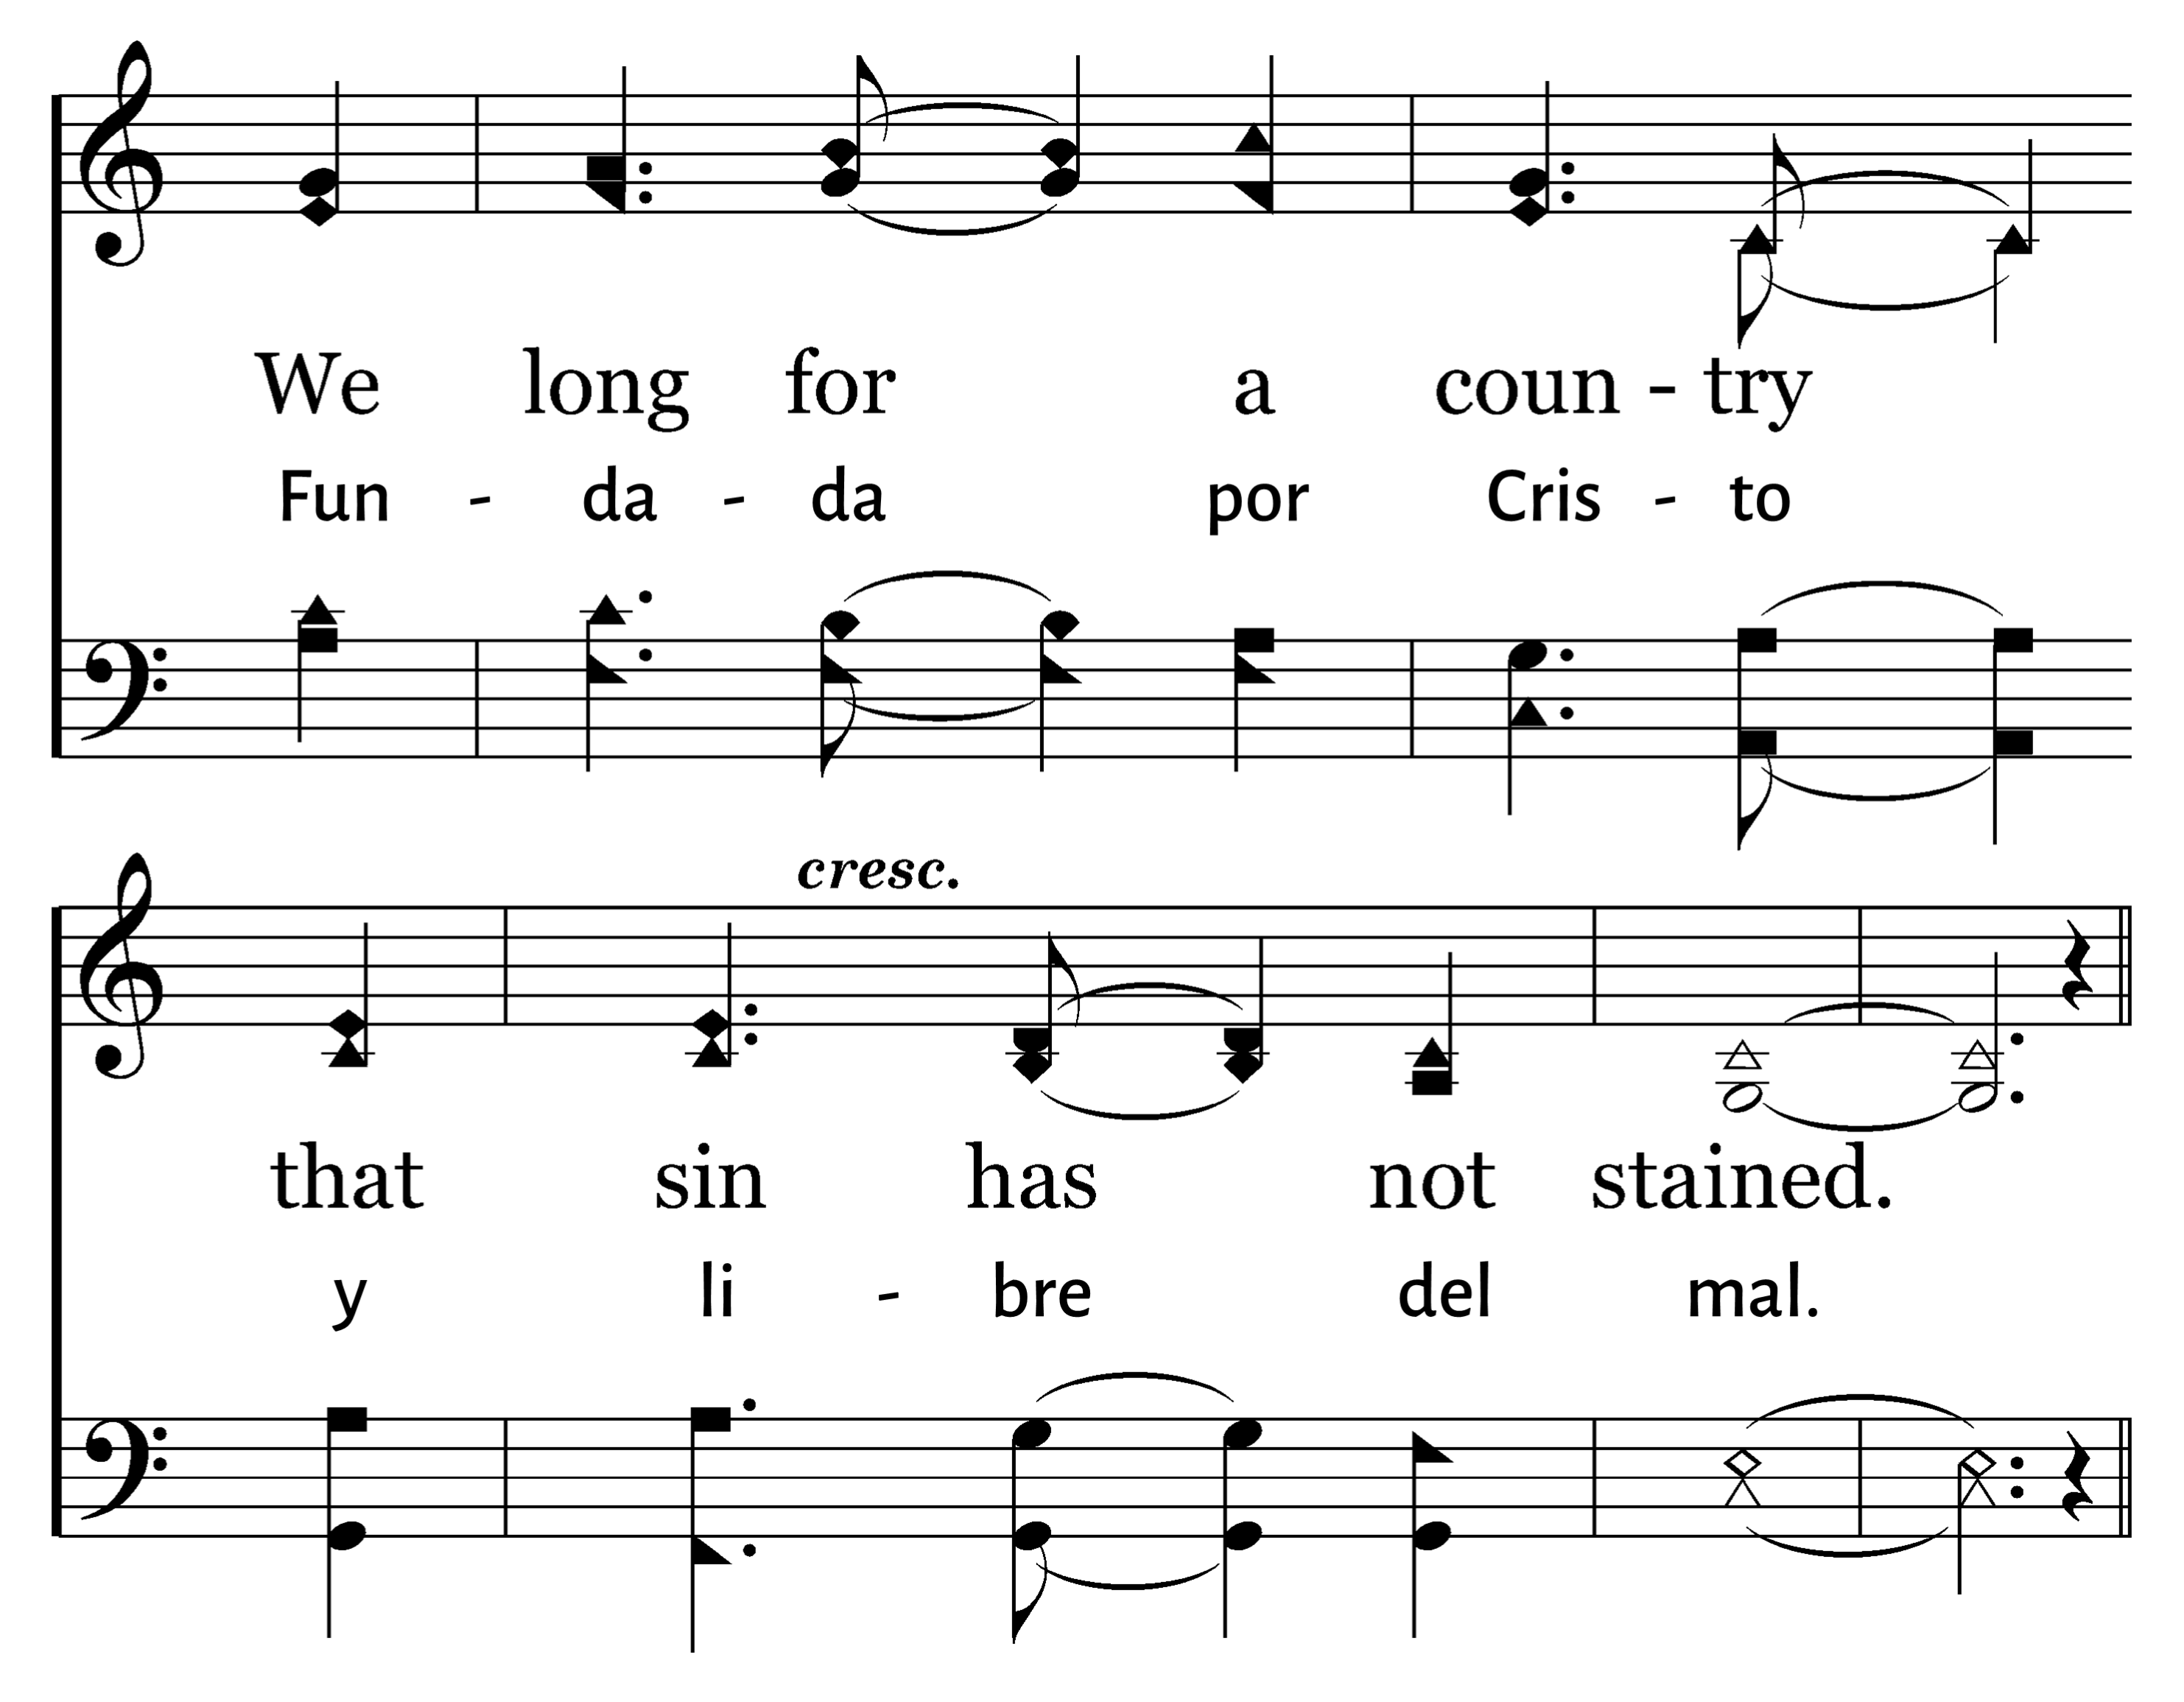 We long for a coun - try
Fun - da - da por Cris - to
cresc.
that sin has not stained.
y li - bre del mal.